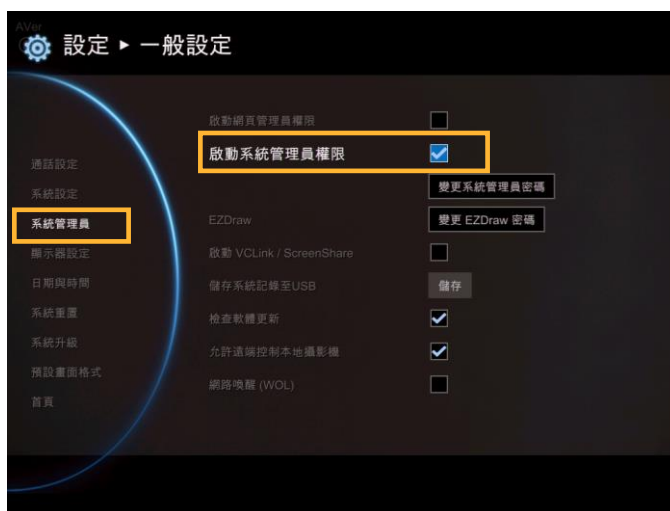 AVer
設定 ▸ 一般設定
啟動網頁管理員權限
啟動系統管理員權限
變更系統管理員密碼
EZDraw
變更 EZDraw 密碼
啟動 VCLink / ScreenShare
儲存系統記錄至USB
儲存
檢查軟體更新
允許遠端控制本地攝影機
網路喚醒 (WOL)
通話設定
系統設定
系統管理員
顯示器設定
日期與時間
系統重置
系統升級
預設畫面格式
首頁